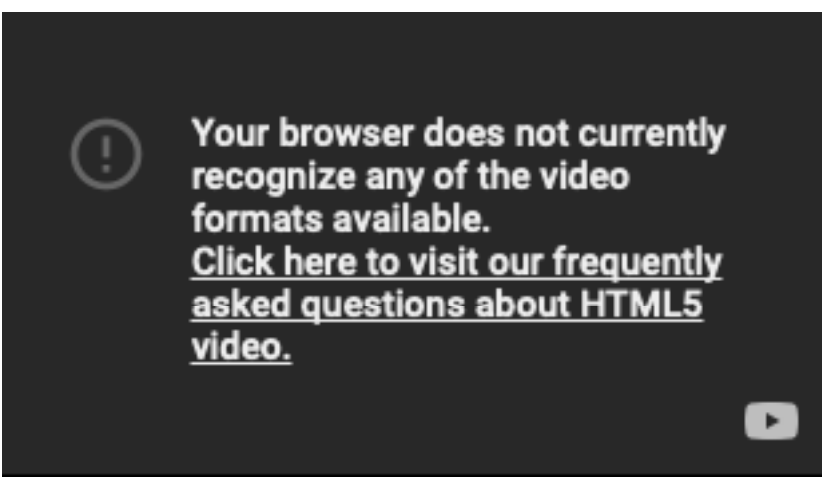 Your browser does not currently
recognize any of the video
formats available.
Click here to visit our frequently
asked questions about HTML5
video.